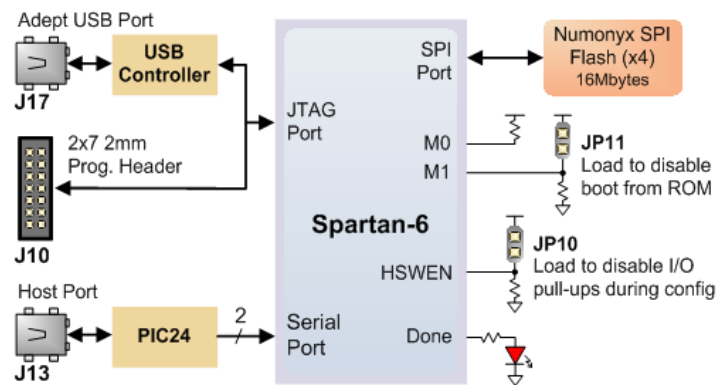 Adept USB Port
USB
Controller
J17
2x7 2mm
Prog. Header
J10
Host Port
PIC24
2
J13
SPI
Port
JTAG
Port
M0
M1
Spartan-6
HSWEN
Serial
Port
Done
Numonyx SPI
Flash (x4)
16Mbytes
JP11
Load to disable
boot from ROM
JP10
Load to disable I/O
pull-ups during config